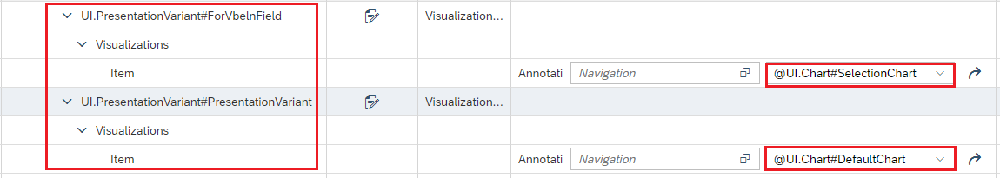 UI.PresentationVariant#ForVbelnField Visualization...
Visualizations
Item Annotati Navigation @UI.Chart#SelectionChart
UI.PresentationVariant#PresentationVariant Visualization...
Visualizations
Item Annotati Navigation @UI.Chart#DefaultChart